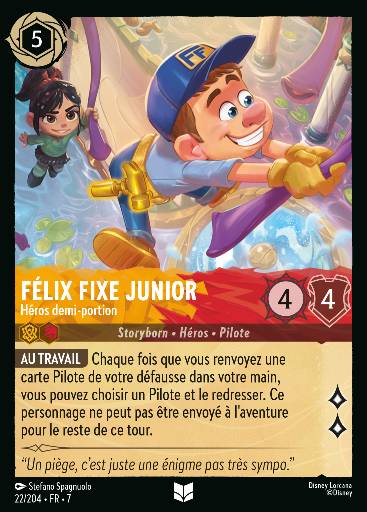 5
FF
FÉLIX FIXE JUNIOR
Héros demi-portion
4
4
Storyborn • Héros • Pilote
AU TRAVAIL Chaque fois que vous renvoyez une
carte Pilote de votre défausse dans votre main,
vous pouvez choisir un Pilote et le redresser. Ce
personnage ne peut pas être envoyé à l'aventure
pour le reste de ce tour.
"Un piège, c'est juste une énigme pas très sympa."
Stefano Spagnuolo
22/204 • FR • 7
Disney Lorcana
©Disney